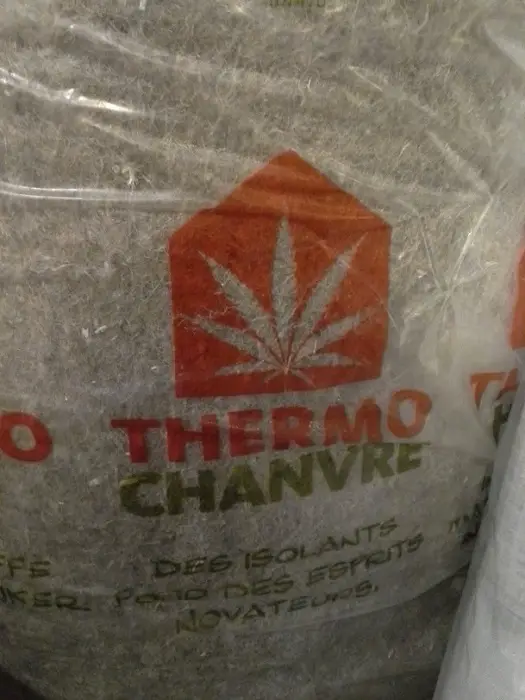 THERMO
CHANVRE
DES ISOLANTS
POUR DES ESPRITS
NOVATEURS.